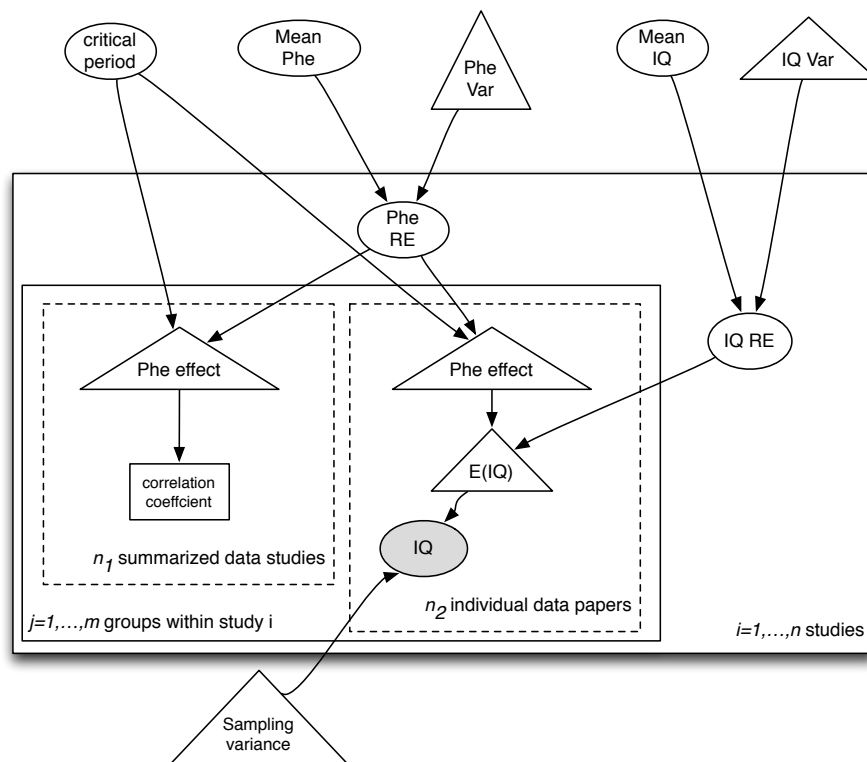 critical
period
Mean
Phe
Phe
Var
Mean
IQ
IQ Var
Phe
RE
IQ RE
Phe effect
Phe effect
E(IQ)
correlation
coeffcient
IQ
n1 summarized data studies
n2 individual data papers
j=1,...,m groups within study i
i=1,...,n studies
Sampling
variance